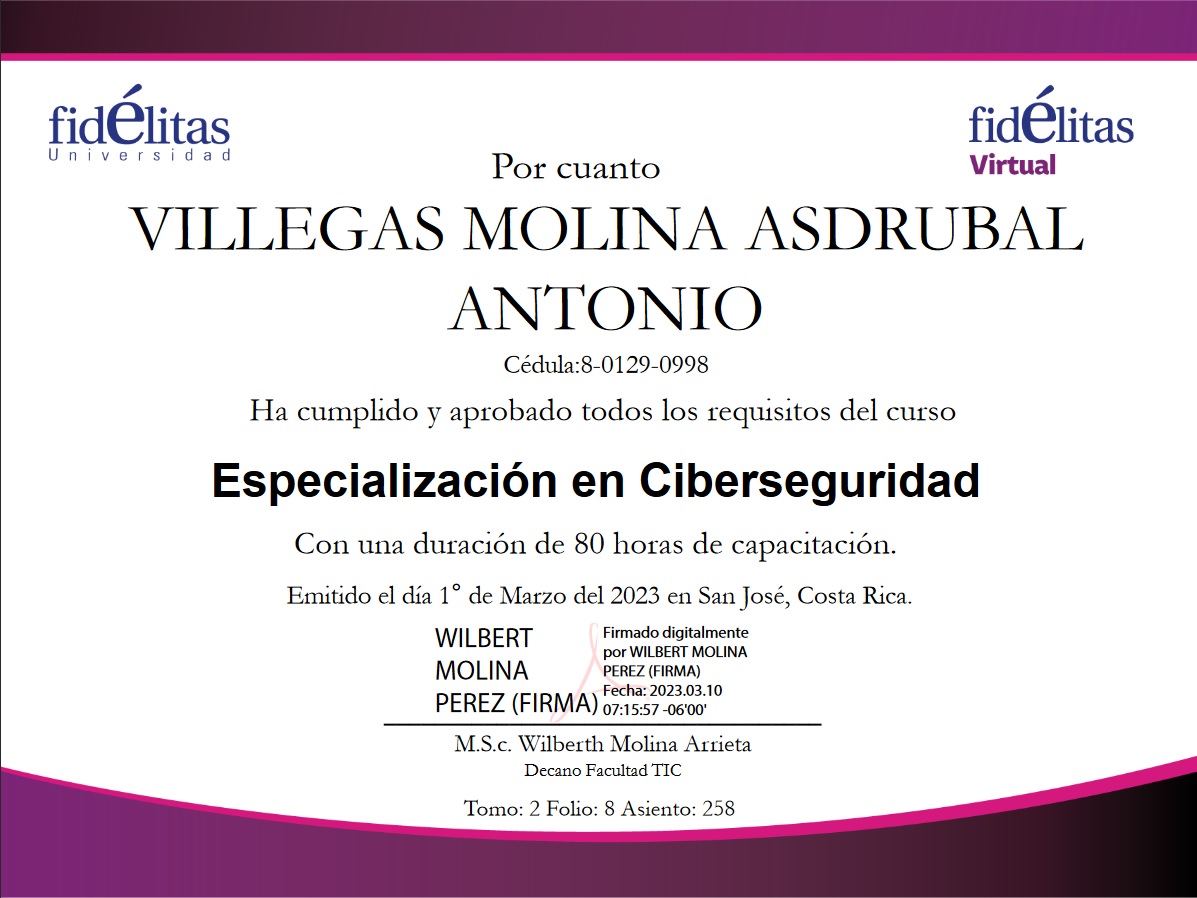 fidélitas
Universidad
fidélitas
Virtual
Por cuanto
VILLEGAS MOLINA ASDRUBAL
ANTONIO
Cédula:8-0129-0998
Ha cumplido y aprobado todos los requisitos del curso
Especialización en Ciberseguridad
Con una duración de 80 horas de capacitación.
Emitido el día 1° de Marzo del 2023 en San José, Costa Rica.
WILBERT
MOLINA
PEREZ (FIRMA)
Firmado digitalmente
por WILBERT MOLINA
PEREZ (FIRMA)
Fecha: 2023.03.10
07:15:57 -06'00'
M.S.c. Wilberth Molina Arrieta
Decano Facultad TIC
Tomo: 2 Folio: 8 Asiento: 258